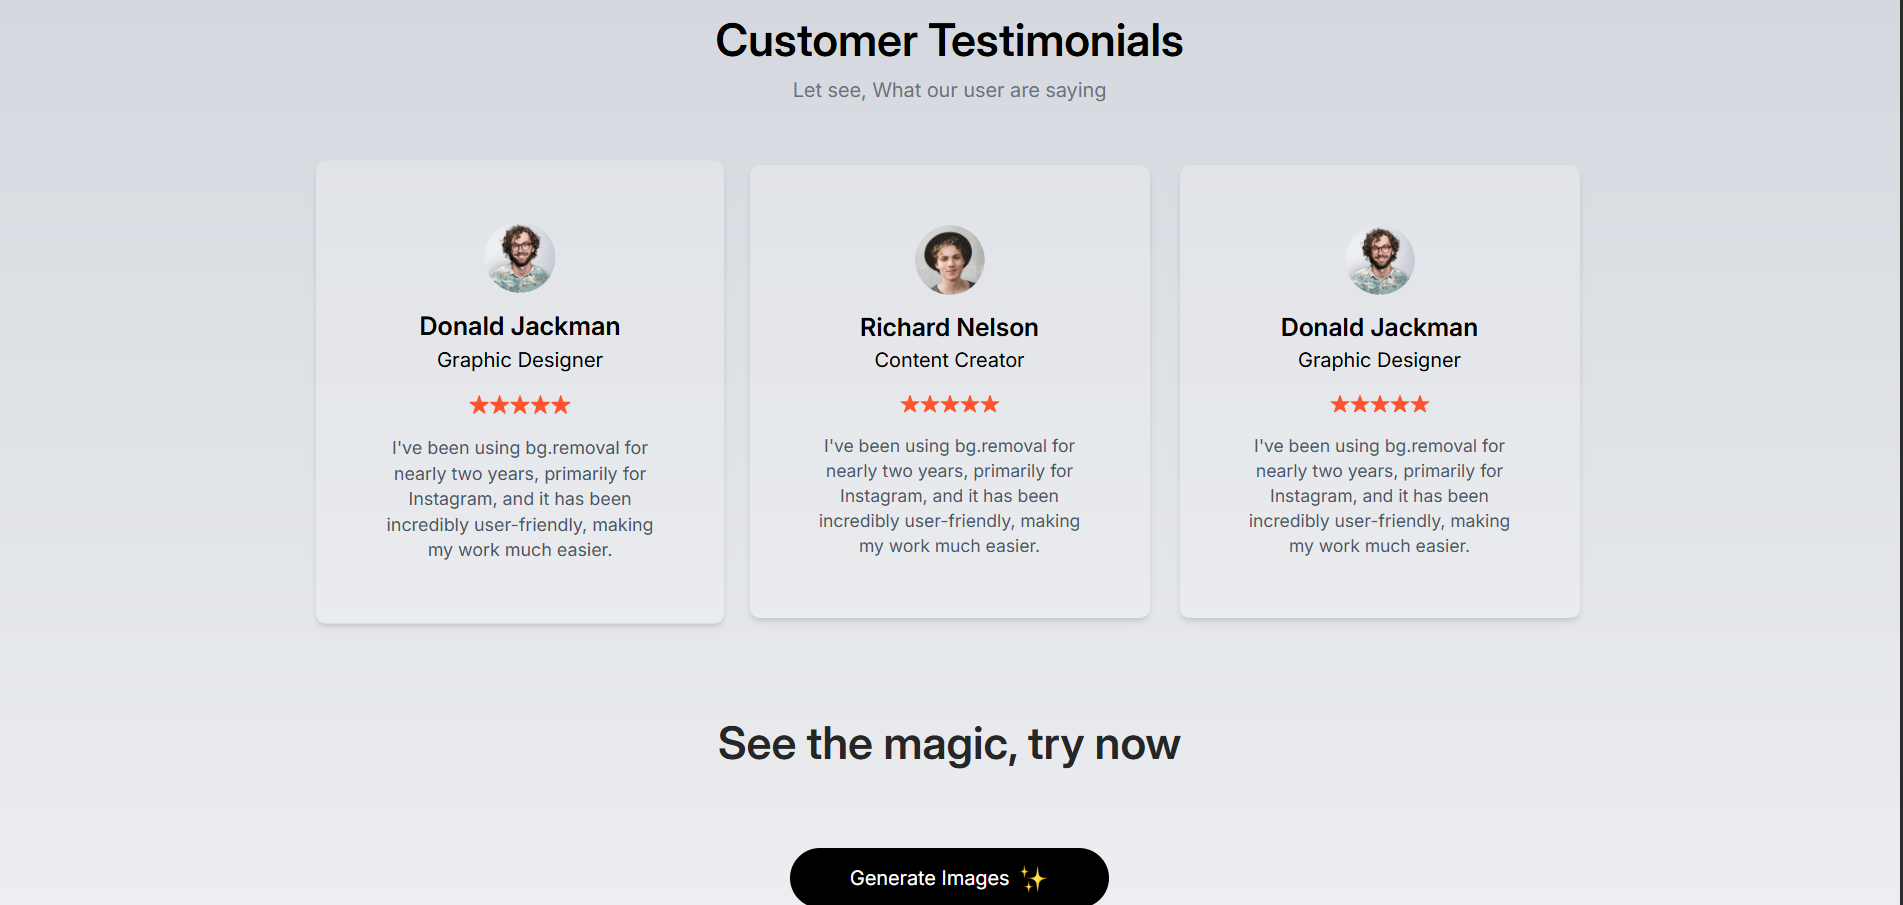 Customer Testimonials
Let see, What our user are saying
Donald Jackman
Graphic Designer
I've been using bg.removal for
nearly two years, primarily for
Instagram, and it has been
incredibly user-friendly, making
my work much easier.
Richard Nelson
Content Creator
I've been using bg.removal for
nearly two years, primarily for
Instagram, and it has been
incredibly user-friendly, making
my work much easier.
Donald Jackman
Graphic Designer
I've been using bg.removal for
nearly two years, primarily for
Instagram, and it has been
incredibly user-friendly, making
my work much easier.
See the magic, try now
Generate Images ✨